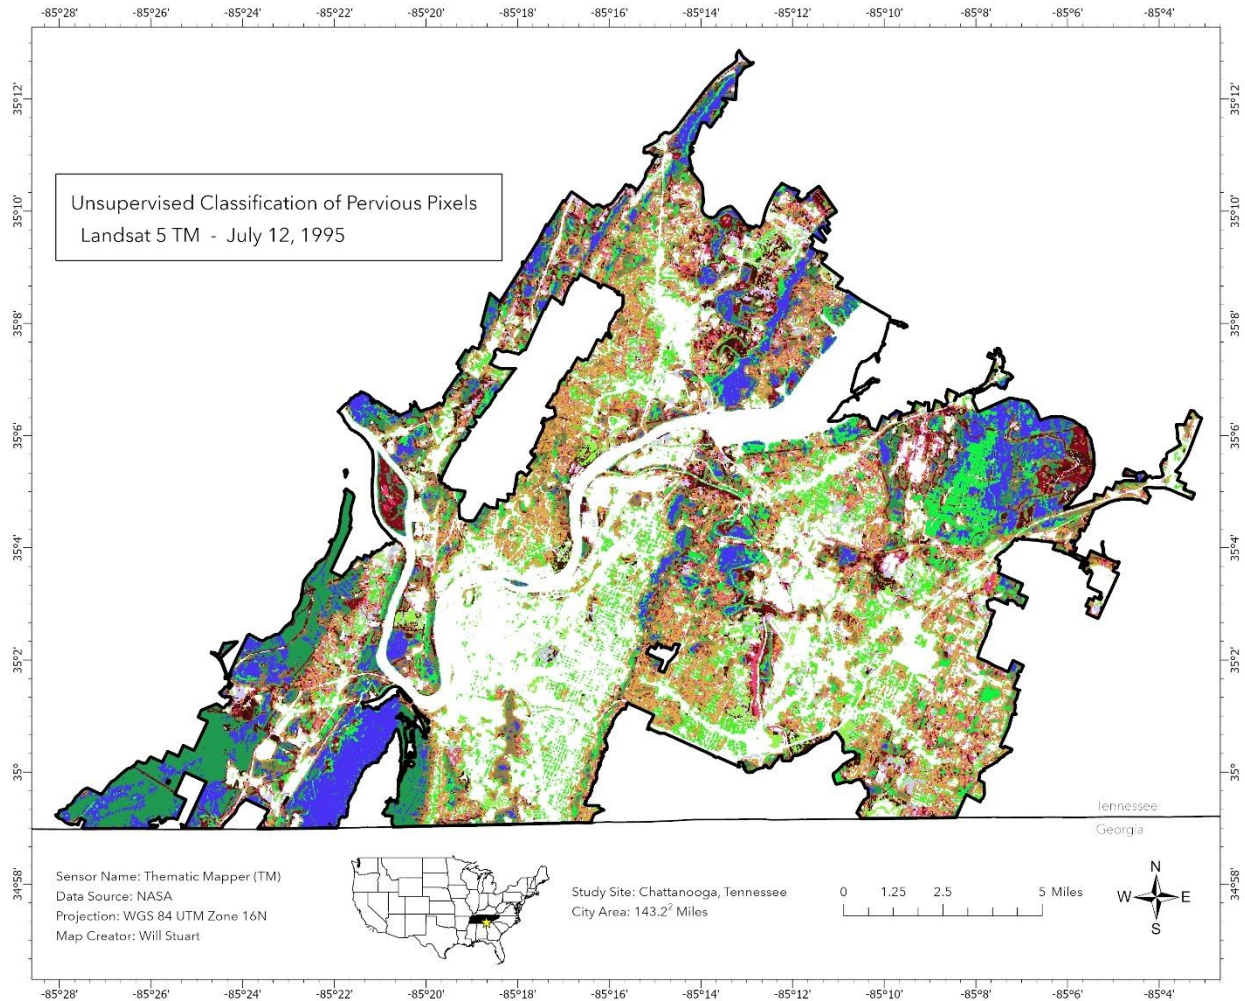 -85°28' -85°26' -85°24' -85°22' -85°20' -85°18' -85°16' -85°14' -85°12' -85°10' -85°8' -85°6' -85°4'
35°12' 35°12'
Unsupervised Classification of Pervious Pixels
Landsat 5 TM - July 12, 1995
35°10' 35°10'
35°8' 35°8'
35°6' 35°6'
35°4' 35°4'
35°2' 35°2'
35° 35°
Tennessee
Georgia
34°58' 34°58'
Sensor Name: Thematic Mapper (TM)
Data Source: NASA
Projection: WGS 84 UTM Zone 16N
Map Creator: Will Stuart
Study Site: Chattanooga, Tennessee
City Area: 143.2² Miles
0 1.25 2.5 5 Miles
N
W E
S
-85°28' -85°26' -85°24' -85°22' -85°20' -85°18' -85°16' -85°14' -85°12' -85°10' -85°8' -85°6' -85°4'